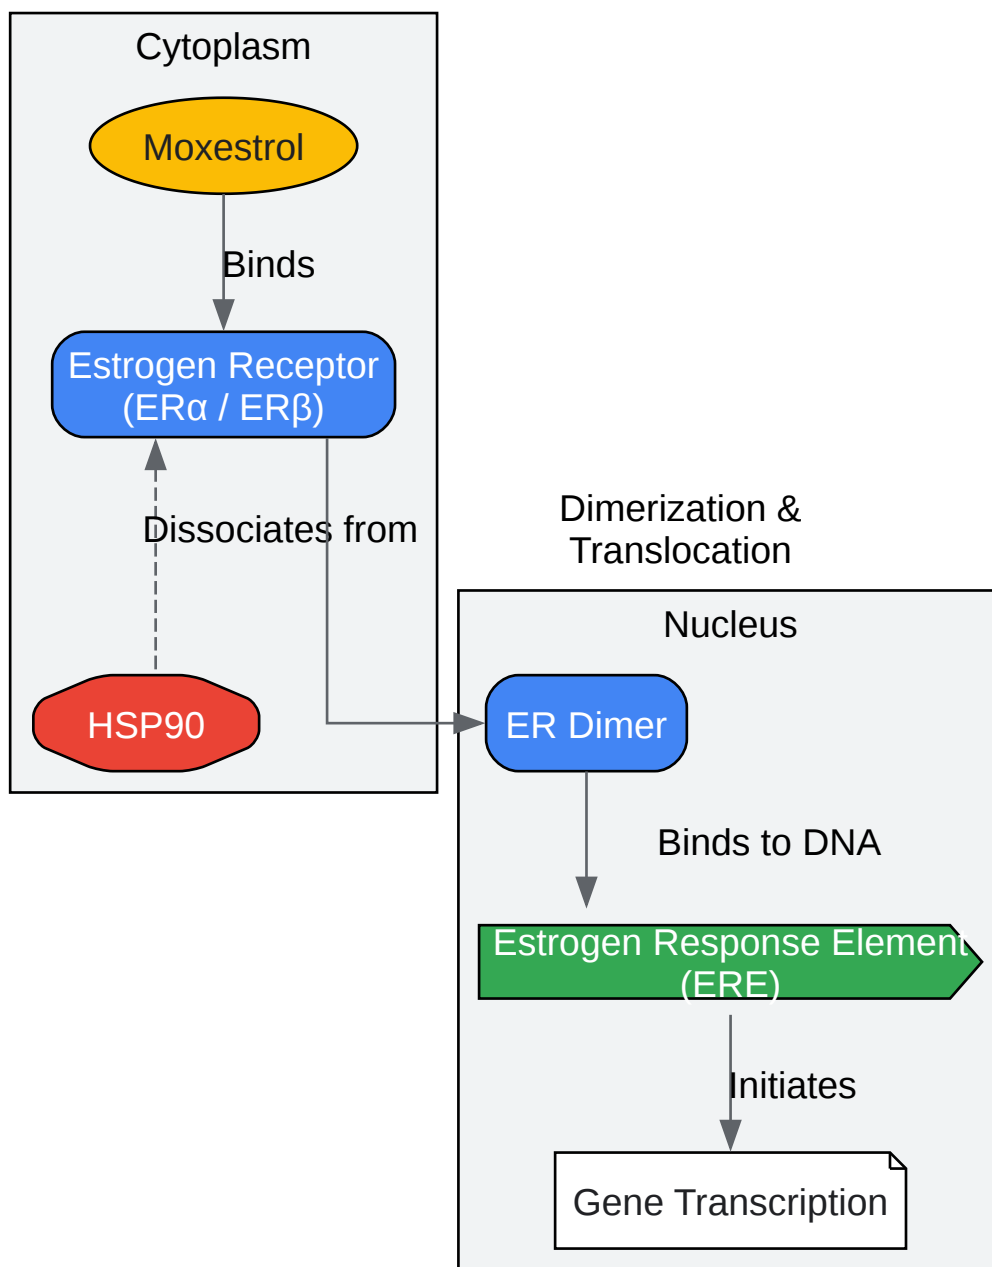 Cytoplasm
Moxestrol
Binds
Estrogen Receptor
(ERα / ERβ)
Dissociates from
HSP90
Dimerization &
Translocation
Nucleus
ER Dimer
Binds to DNA
Estrogen Response Element
(ERE)
Initiates
Gene Transcription